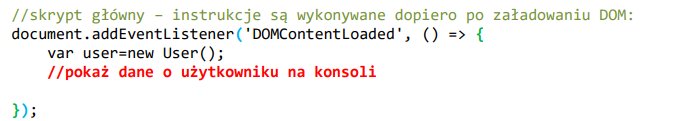 //skrypt główny – instrukcje są wykonywane dopiero po załadowaniu DOM:
document.addEventListener('DOMContentLoaded', () => {
    var user=new User();
    //pokaż dane o użytkowniku na konsoli
});